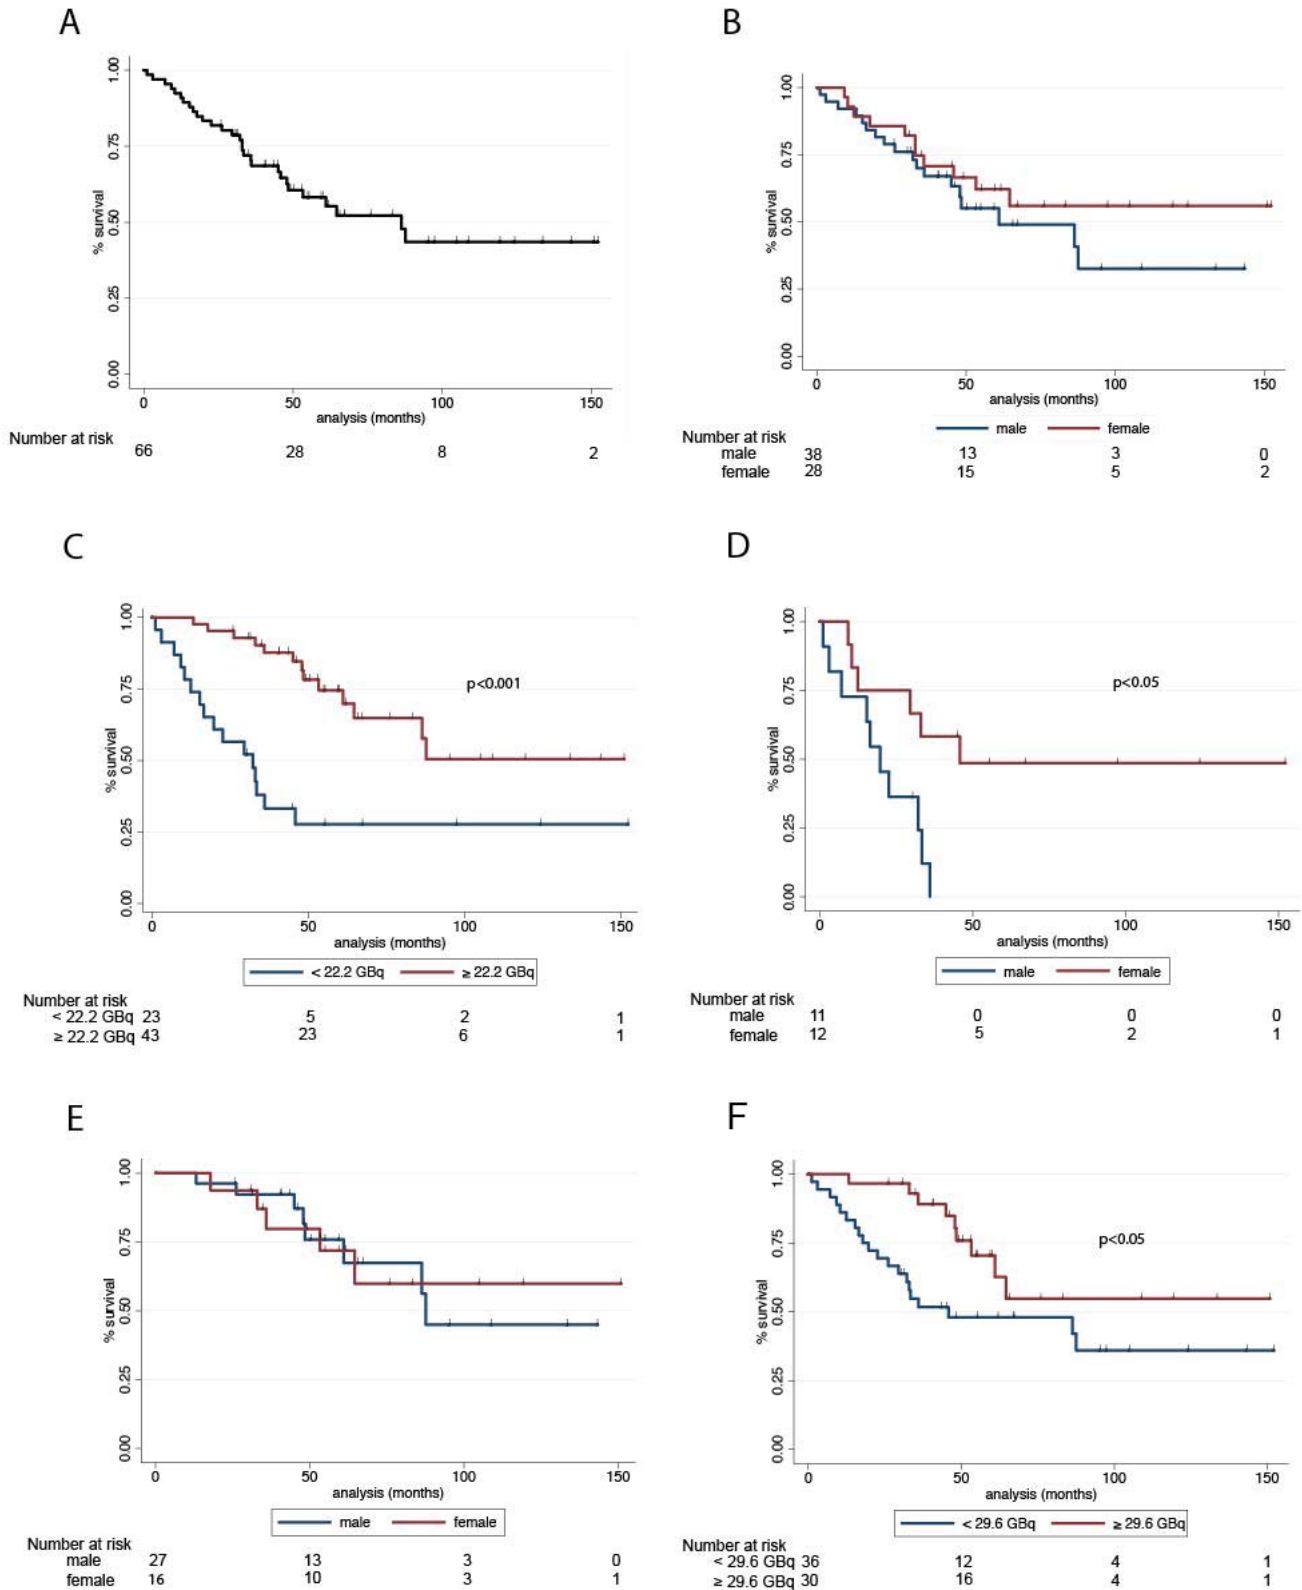 A
1.00
0.75
0.50
0.25
0.00
% survival
0 50 100 150
analysis (months)
Number at risk
66 28 8 2
B
1.00
0.75
0.50
0.25
0.00
% survival
0 50 100 150
analysis (months)
male female
Number at risk
male 38 13 3 0
female 28 15 5 2
C
1.00
0.75
0.50
0.25
0.00
% survival
p<0.001
0 50 100 150
analysis (months)
< 22.2 GBq ≥ 22.2 GBq
Number at risk
< 22.2 GBq 23 5 2 1
≥ 22.2 GBq 43 23 6 1
D
1.00
0.75
0.50
0.25
0.00
% survival
p<0.05
0 50 100 150
analysis (months)
male female
Number at risk
male 11 0 0 0
female 12 5 2 1
E
1.00
0.75
0.50
0.25
0.00
% survival
0 50 100 150
analysis (months)
male female
Number at risk
male 27 13 3 0
female 16 10 3 1
F
1.00
0.75
0.50
0.25
0.00
% survival
p<0.05
0 50 100 150
analysis (months)
< 29.6 GBq ≥ 29.6 GBq
Number at risk
< 29.6 GBq 36 12 4 1
≥ 29.6 GBq 30 16 4 1